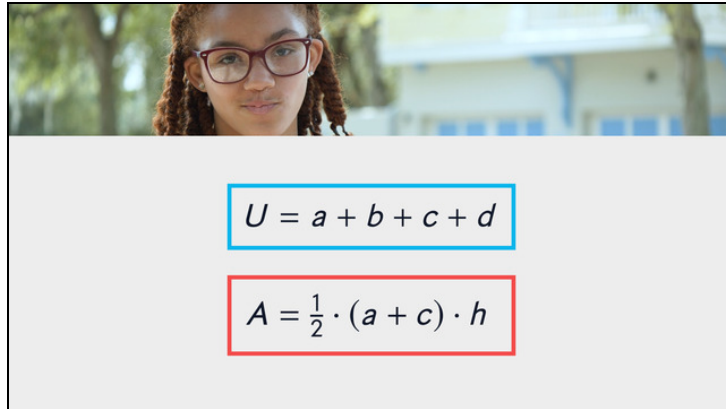 U = a + b + c + d
A = 1/2 · (a + c) · h